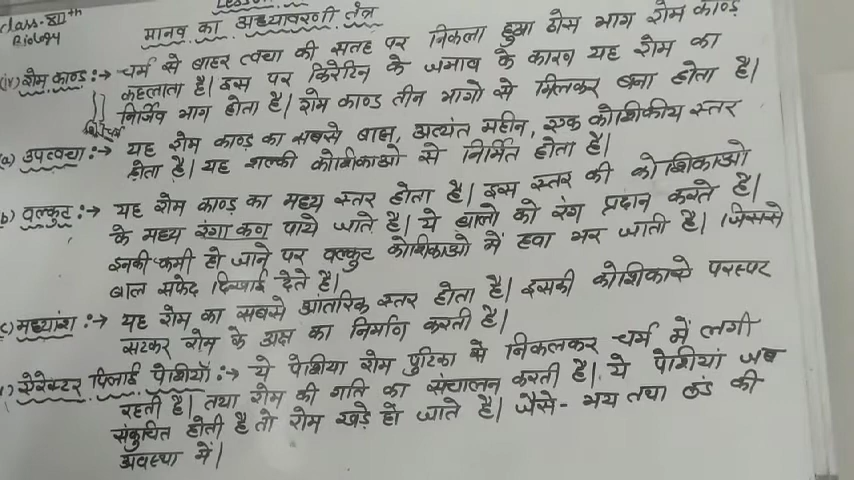 Lesson
Class-8th
Biology
मानव का अध्यावरणी तंत्र
(iv) रोम काण्ड :→ चर्म से बाहर त्वचा की सतह पर निकला हुआ ठोस भाग रोम काण्ड
कहलाता है। इस पर किरेटिन के जमाव के कारण यह रोम का
निर्जिव भाग होता है। रोम काण्ड तीन भागो से मिलकर बना होता है।
(a) उपत्वचा :→ यह रोम काण्ड का सबसे बाह्य, अत्यंत महीन, एक कोशिकीय स्तर
होता है। यह शल्की कोशिकाओ से निर्मित होता है।
(b) वल्कुट :→ यह रोम काण्ड का मध्य स्तर होता है। इस स्तर की कोशिकाओ
के मध्य रंगा कण पाये जाते है। ये बालो को रंग प्रदान करते है।
इनकी कमी हो जाने पर वल्कुट कोशिकाओ में हवा भर जाती है। जिससे
बाल सफेद दिखाई देते है।
(c) मध्यांश :→ यह रोम का सबसे आंतरिक स्तर होता है। इसकी कोशिकाये परस्पर
सटकर रोम के अक्ष का निर्माण करती है।
ऐरेक्टर पिलाई पेशियाँ :→ ये पेशिया रोम पुटिका से निकलकर चर्म में लगी
रहती है। तथा रोम की गति का संचालन करती है। ये पेशियां जब
संकुचित होती है तो रोम खड़े हो जाते है। जैसे - भय तथा ठंड की
अवस्था में।